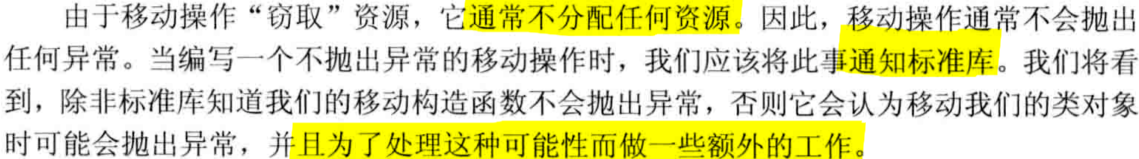 由于移动操作“窃取”资源，它通常不分配任何资源。因此，移动操作通常不会抛出
任何异常。当编写一个不抛出异常的移动操作时，我们应该将此事通知标准库。我们将看
到，除非标准库知道我们的移动构造函数不会抛出异常，否则它会认为移动我们的类对象
时可能会抛出异常，并且为了处理这种可能性而做一些额外的工作。